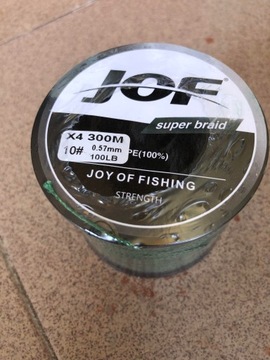 JOF
super braid
X4 300M
10# 0.57mm
100LB
PE(100%)
JOY OF FISHING
STRENGTH